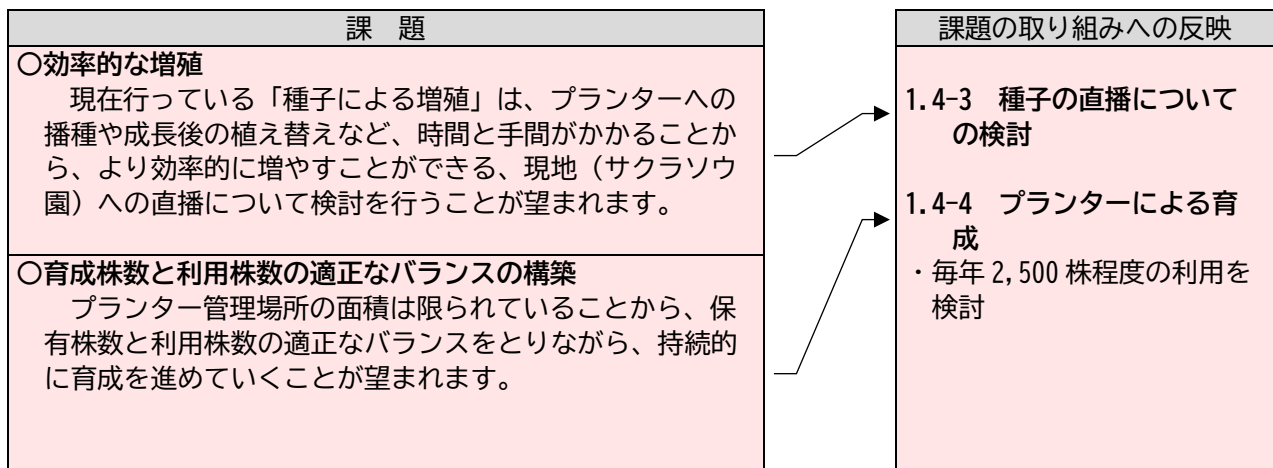 課 題
〇効率的な増殖
現在行っている「種子による増殖」は、プランターへの
播種や成長後の植え替えなど、時間と手間がかかることか
ら、より効率的に増やすことができる、現地（サクラソウ
園）への直播について検討を行うことが望まれます。
〇育成株数と利用株数の適正なバランスの構築
プランター管理場所の面積は限られていることから、保
有株数と利用株数の適正なバランスをとりながら、持続的
に育成を進めていくことが望まれます。
課題の取り組みへの反映
1.4-3 種子の直播について
の検討
1.4-4 プランターによる育
成
・毎年 2,500 株程度の利用を
検討